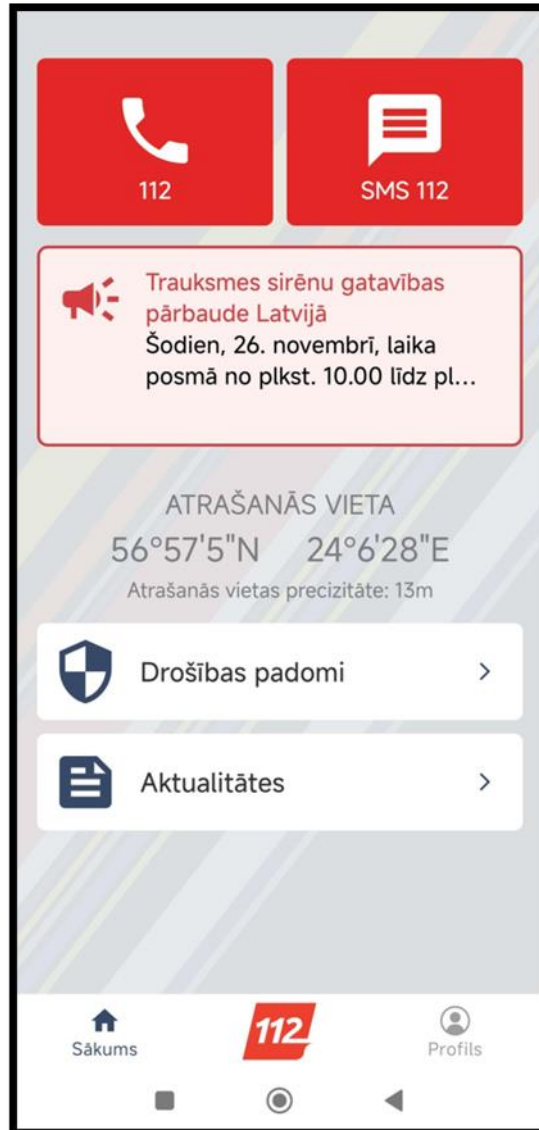 112
SMS 112
Trauksmes sirēnu gatavības
pārbaude Latvijā
Šodien, 26. novembrī, laika
posmā no plkst. 10.00 līdz pl...
ATRAŠANĀS VIETA
56°57'5"N 24°6'28"E
Atrašanās vietas precizitāte: 13m
Drošības padomi
Aktualitātes
Sākums
112
Profils